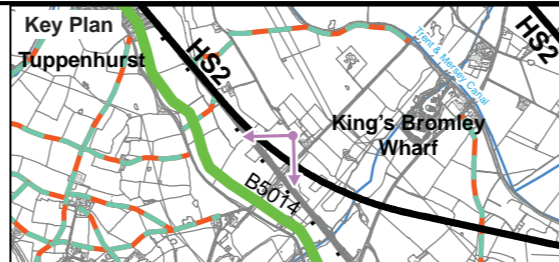 Key Plan
Tuppenhurst
HS2
HS2
Trent & Mersey Canal
King's Bromley
Wharf
B5014